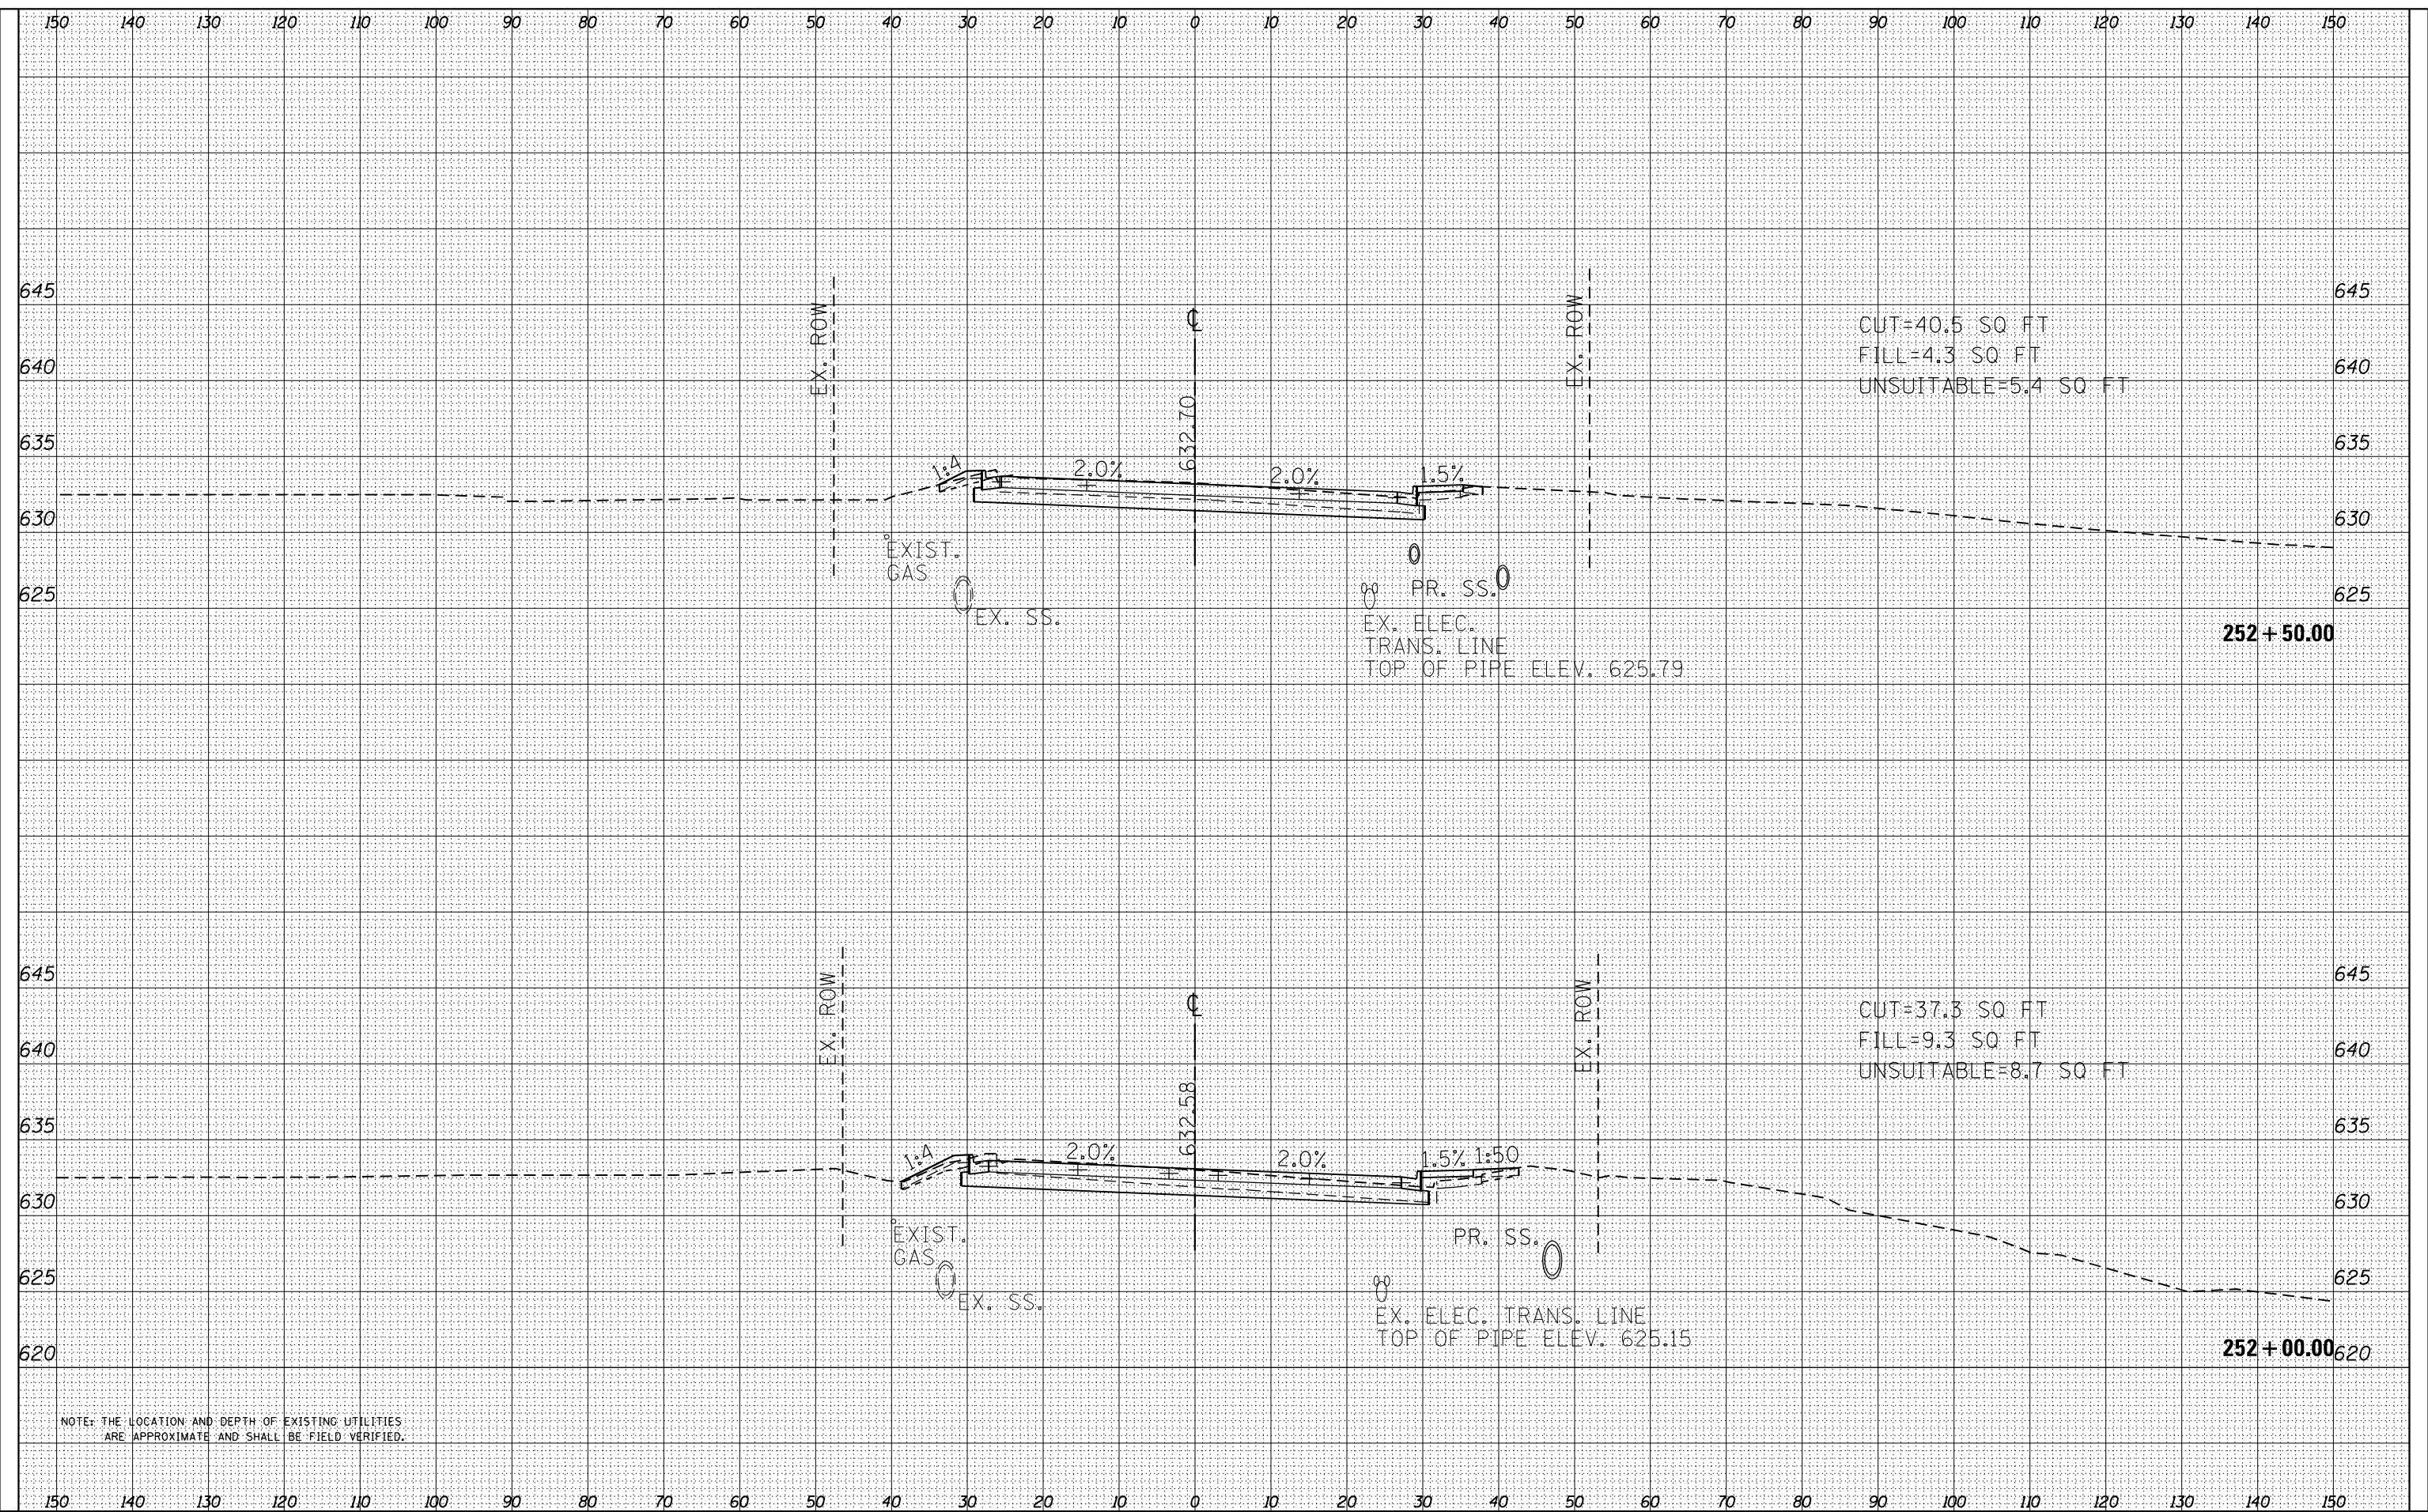 150 140 130 120 110 100 90 80 70 60 50 40 30 20 10 0 10 20 30 40 50 60 70 80 90 100 110 120 130 140 150
645 645
EX. ROW
EX. ROW
℄
CUT=40.5 SQ FT
FILL=4.3 SQ FT
UNSUITABLE=5.4 SQ FT
640 640
632.70
635 635
1:4 2.0% 2.0% 1.5%
630 630
EXIST.
GAS
EX. SS.
PR. SS.
625 625
EX. ELEC.
TRANS. LINE
TOP OF PIPE ELEV. 625.79
252+50.00
645 645
EX. ROW
EX. ROW
℄
CUT=37.3 SQ FT
FILL=9.3 SQ FT
UNSUITABLE=8.7 SQ FT
640 640
632.58
635 635
1:4 2.0% 2.0% 1.5% 1:50
630 630
EXIST.
GAS
EX. SS.
PR. SS.
625 625
EX. ELEC. TRANS. LINE
TOP OF PIPE ELEV. 625.15
252+00.00
620 620
NOTE: THE LOCATION AND DEPTH OF EXISTING UTILITIES
ARE APPROXIMATE AND SHALL BE FIELD VERIFIED.
150 140 130 120 110 100 90 80 70 60 50 40 30 20 10 0 10 20 30 40 50 60 70 80 90 100 110 120 130 140 150